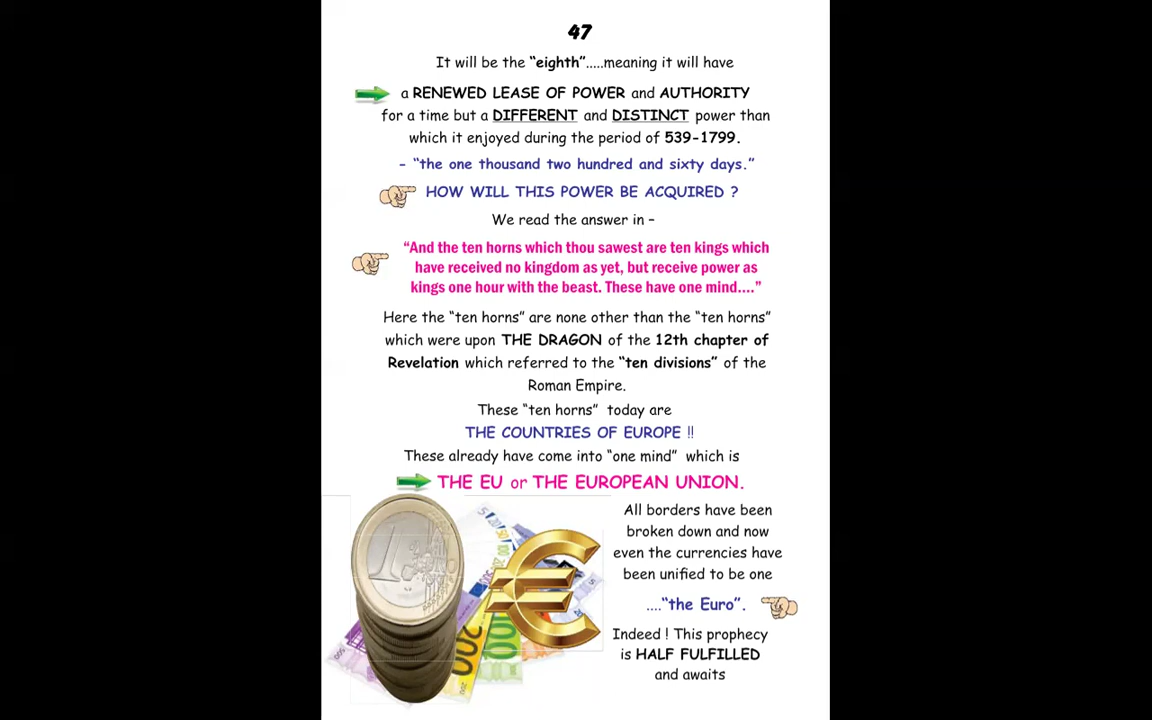 47
It will be the “eighth”.....meaning it will have
a RENEWED LEASE OF POWER and AUTHORITY
for a time but a DIFFERENT and DISTINCT power than
which it enjoyed during the period of 539-1799.
- “the one thousand two hundred and sixty days.”
HOW WILL THIS POWER BE ACQUIRED ?
We read the answer in -
“And the ten horns which thou sawest are ten kings which
have received no kingdom as yet, but receive power as
kings one hour with the beast. These have one mind....”
Here the “ten horns” are none other than the “ten horns”
which were upon THE DRAGON of the 12th chapter of
Revelation which referred to the “ten divisions” of the
Roman Empire.
These “ten horns” today are
THE COUNTRIES OF EUROPE !!
These already have come into “one mind” which is
THE EU or THE EUROPEAN UNION.
All borders have been
broken down and now
even the currencies have
been unified to be one
....“the Euro”.
Indeed ! This prophecy
is HALF FULFILLED
and awaits
1
200
100
500
€